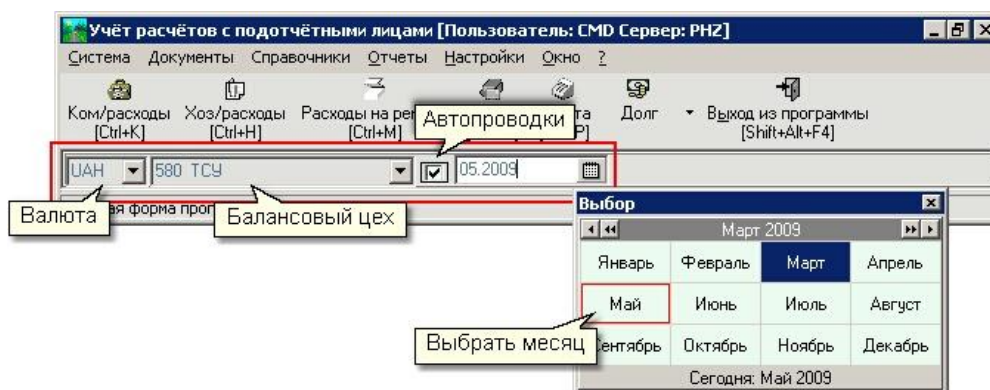 Учёт расчётов с подотчётными лицами [Пользователь: CMD Сервер: PHZ]
Система Документы Справочники Отчеты Настройки Окно ?
Ком/расходы Хоз/расходы Расходы на Долг Выход из программы
[Ctrl+K] [Ctrl+H] [Ctrl+M] [Shift+Alt+F4]
Автопроводки
UAH 580 ТСУ 05.2009
форма
Валюта
Балансовый цех
Выбор
Март 2009
Январь Февраль Март Апрель
Май Июнь Июль Август
Выбрать месяц
Сентябрь Октябрь Ноябрь Декабрь
Сегодня: Май 2009